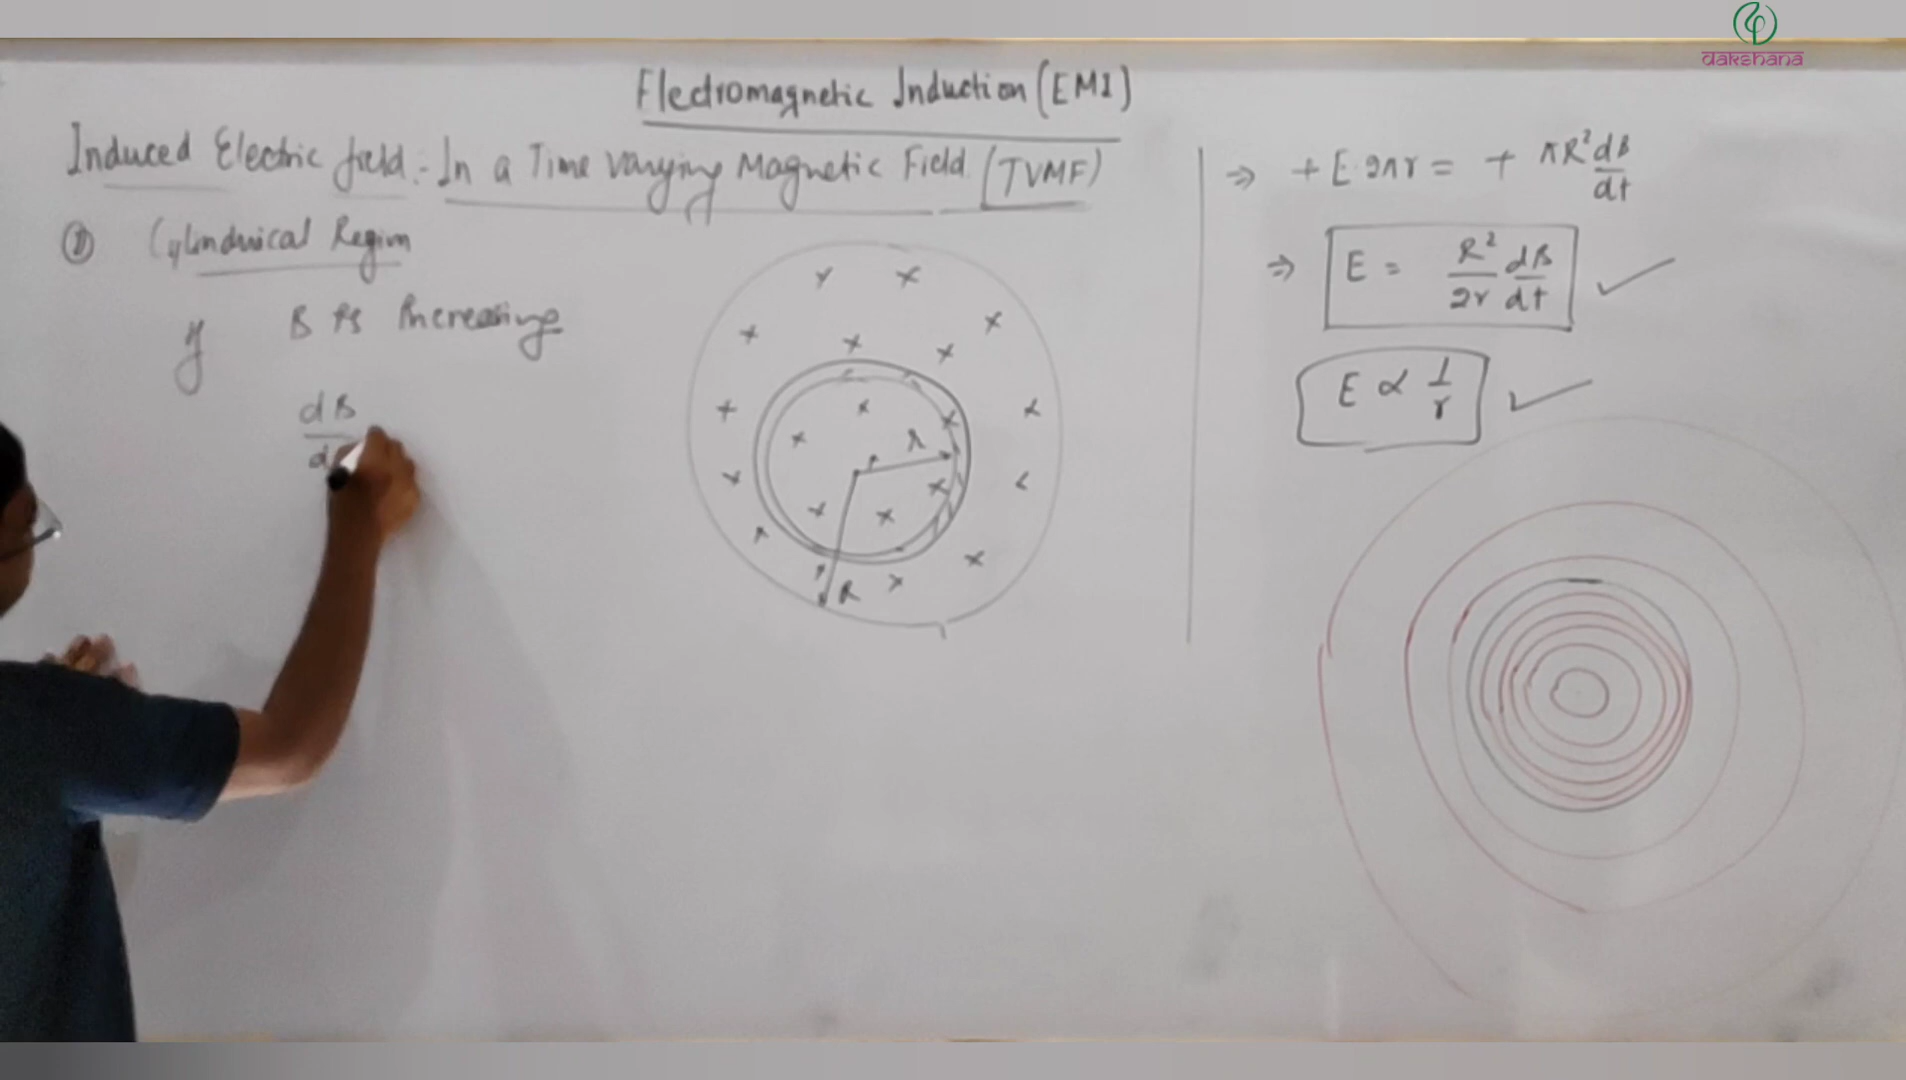 dakshana
Electromagnetic Induction (EMI)
Induced Electric field :- In a Time Varying Magnetic Field (TVMF)
① Cylindrical Region
If B is increasing
dB
d
r
R
⇒ + E · 2πr = + πR² dB/dt
⇒ E = R²/2r dB/dt ✓
E ∝ 1/r ✓